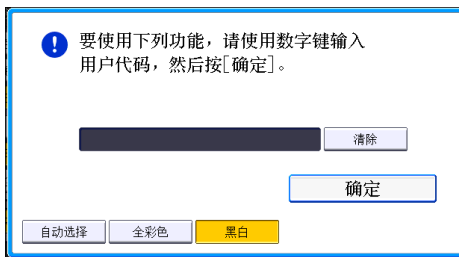 要使用下列功能，请使用数字键输入
用户代码，然后按[确定]。
清除
确定
自动选择 全彩色 黑白